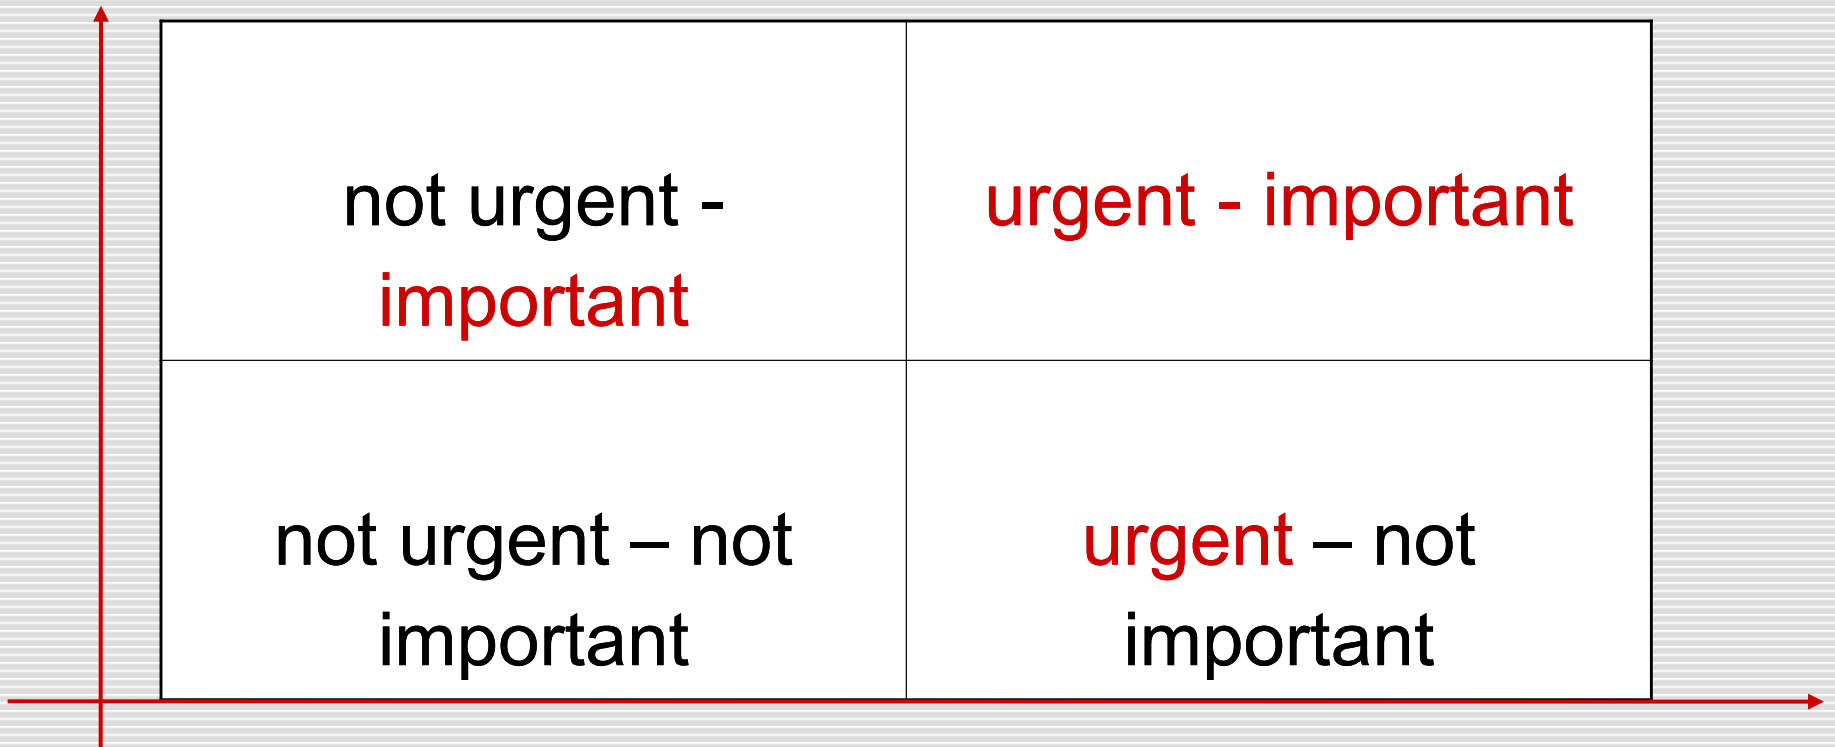 not urgent -
important
urgent - important
not urgent – not
important
urgent – not
important